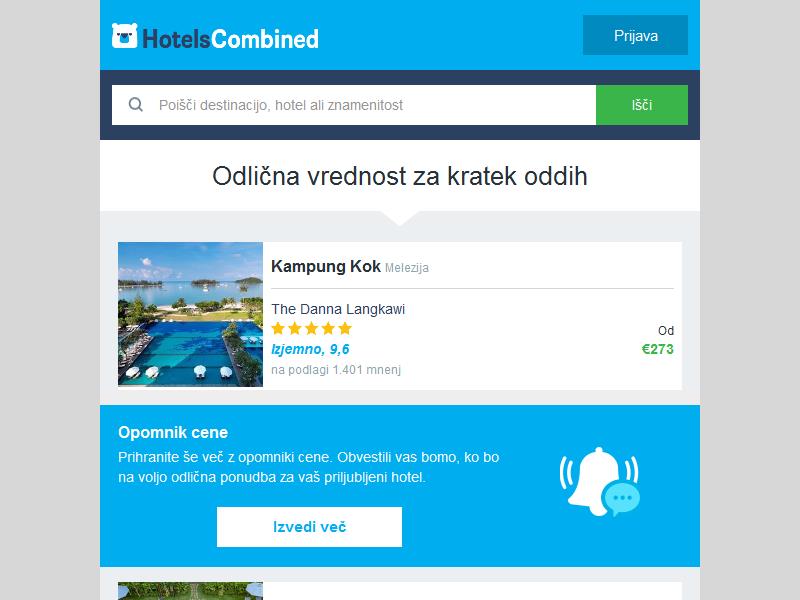 HotelsCombined
Prijava
Poišči destinacijo, hotel ali znamenitost
Išči
Odlična vrednost za kratek oddih
Kampung Kok Melezija
The Danna Langkawi
Od
Izjemno, 9,6
€273
na podlagi 1.401 mnenj
Opomnik cene
Prihranite še več z opomniki cene. Obvestili vas bomo, ko bo
na voljo odlična ponudba za vaš priljubljeni hotel.
Izvedi več